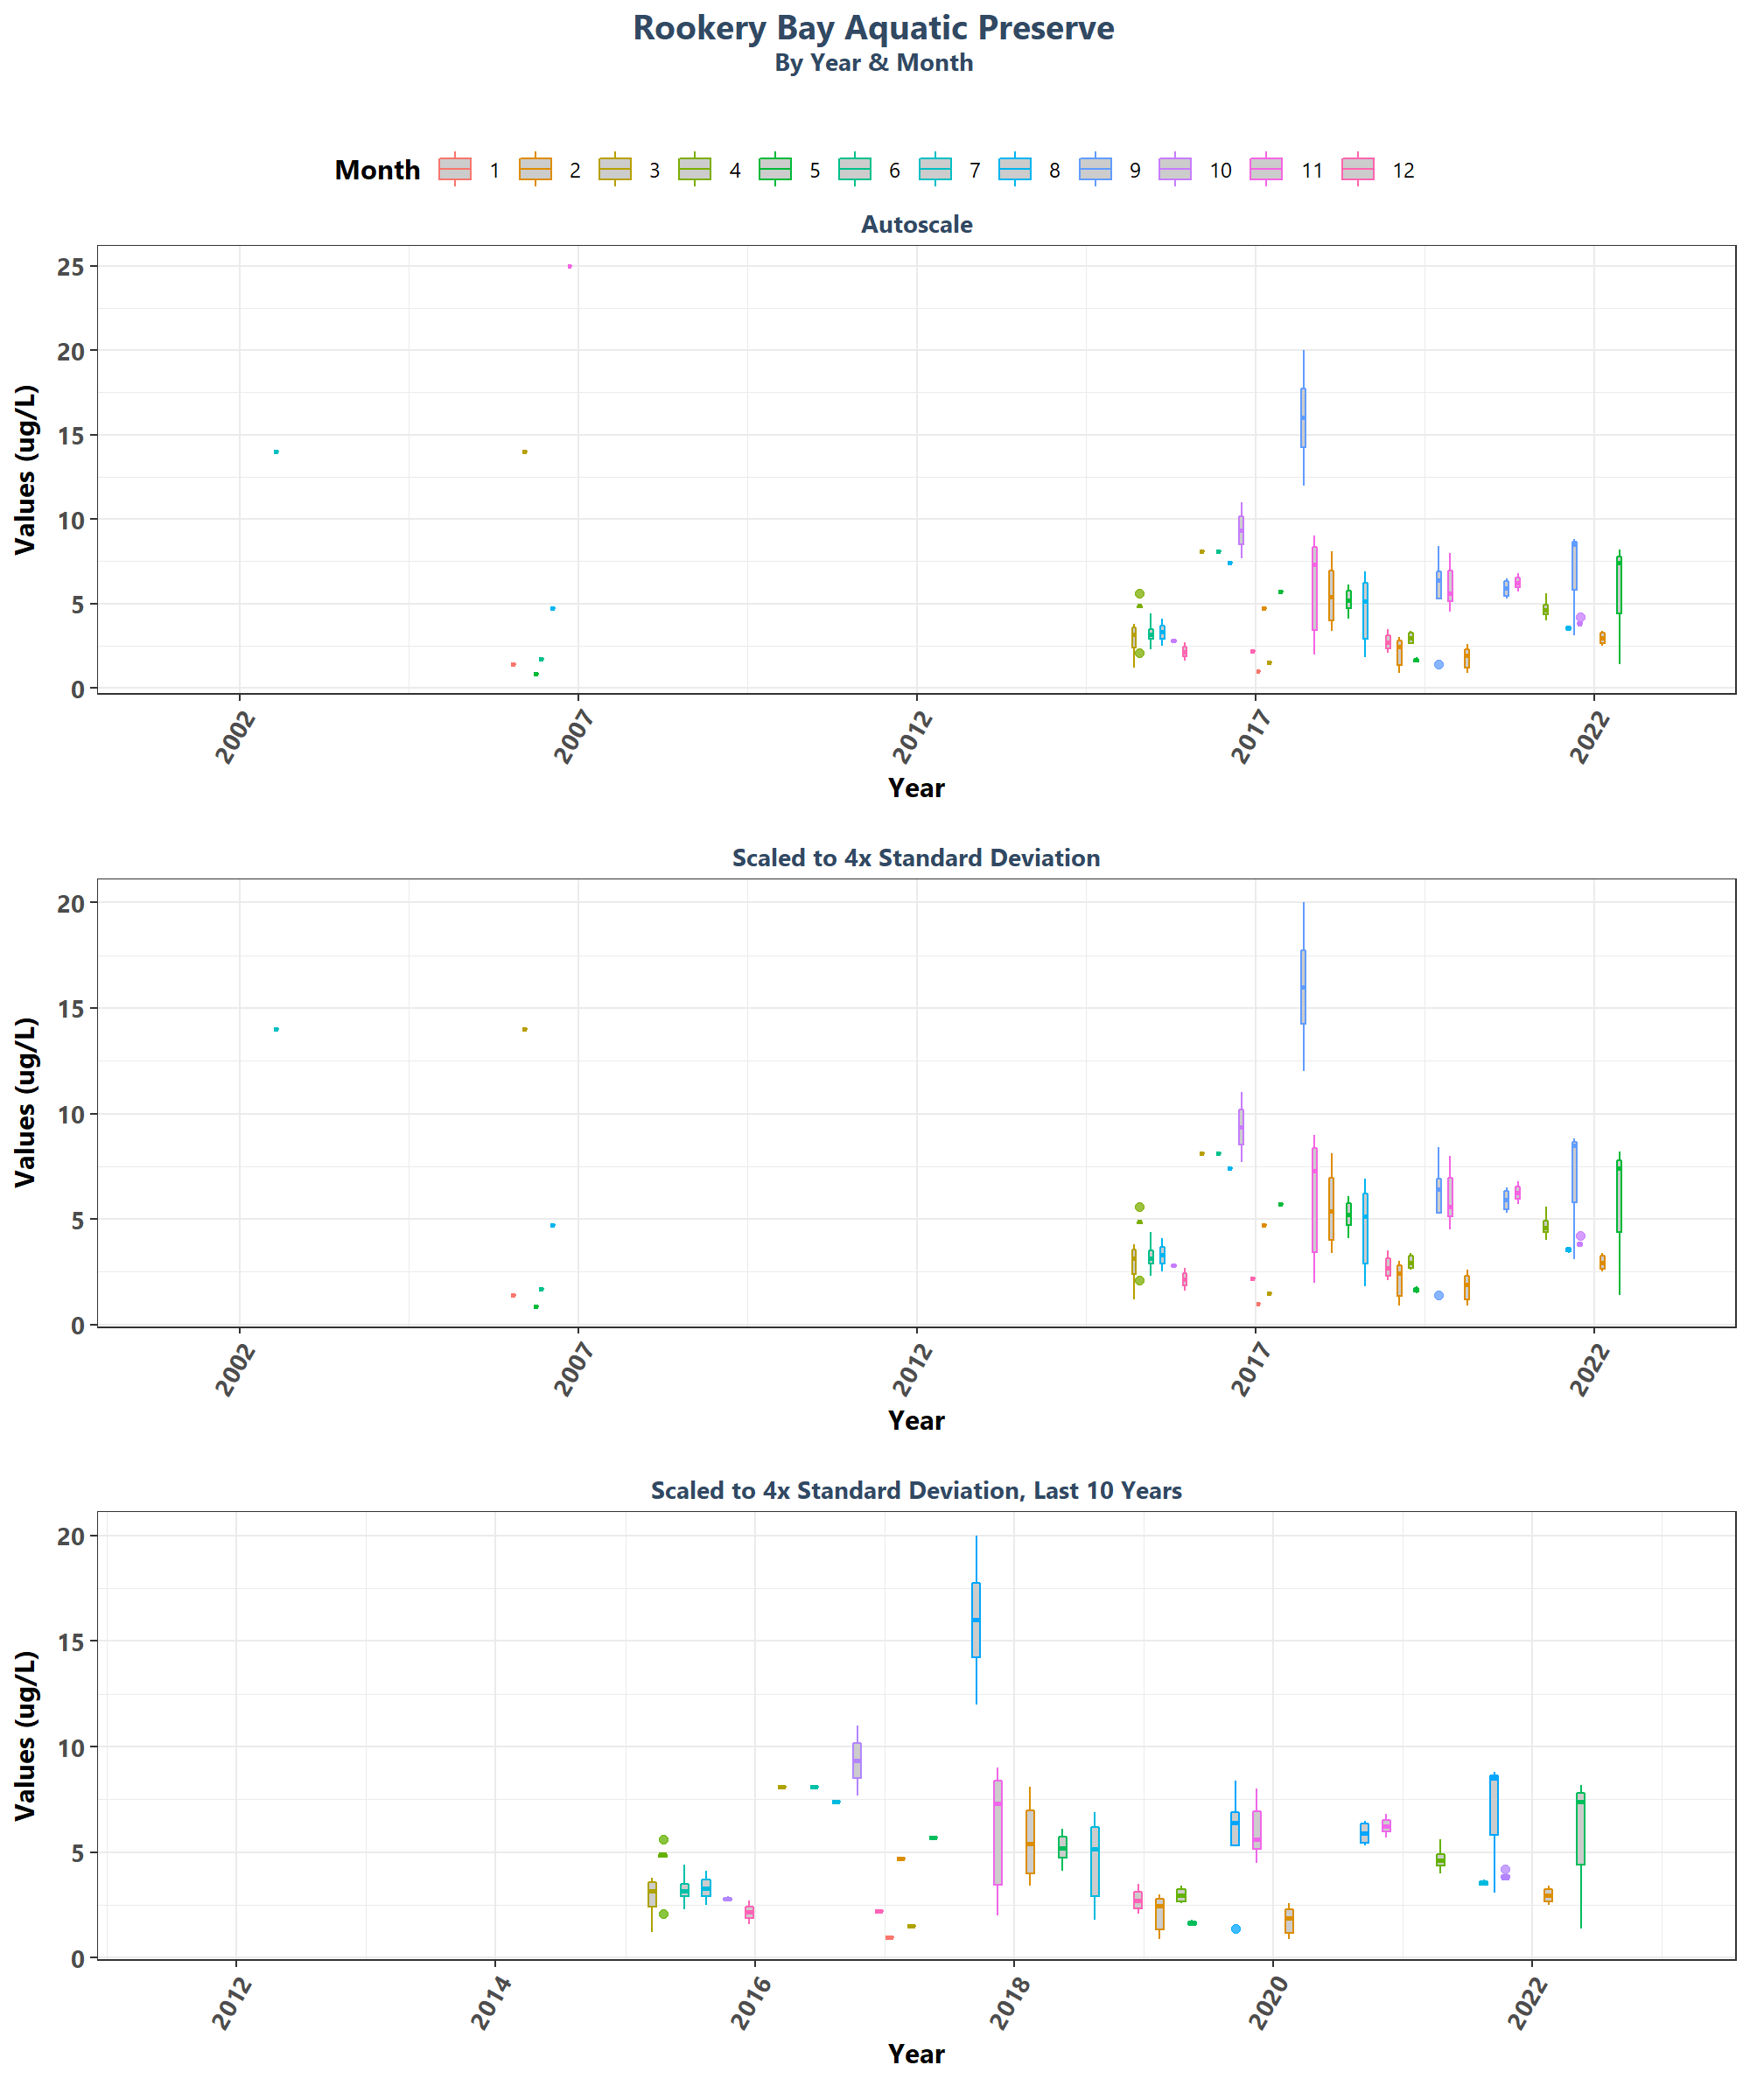 Rookery Bay Aquatic Preserve
By Year & Month
Month 1 2 3 4 5 6 7 8 9 10 11 12
Autoscale
25
20
15
10
5
0
Values (ug/L)
2002 2007 2012 2017 2022
Year
Scaled to 4x Standard Deviation
20
15
10
5
0
Values (ug/L)
2002 2007 2012 2017 2022
Year
Scaled to 4x Standard Deviation, Last 10 Years
20
15
10
5
0
Values (ug/L)
2012 2014 2016 2018 2020 2022
Year